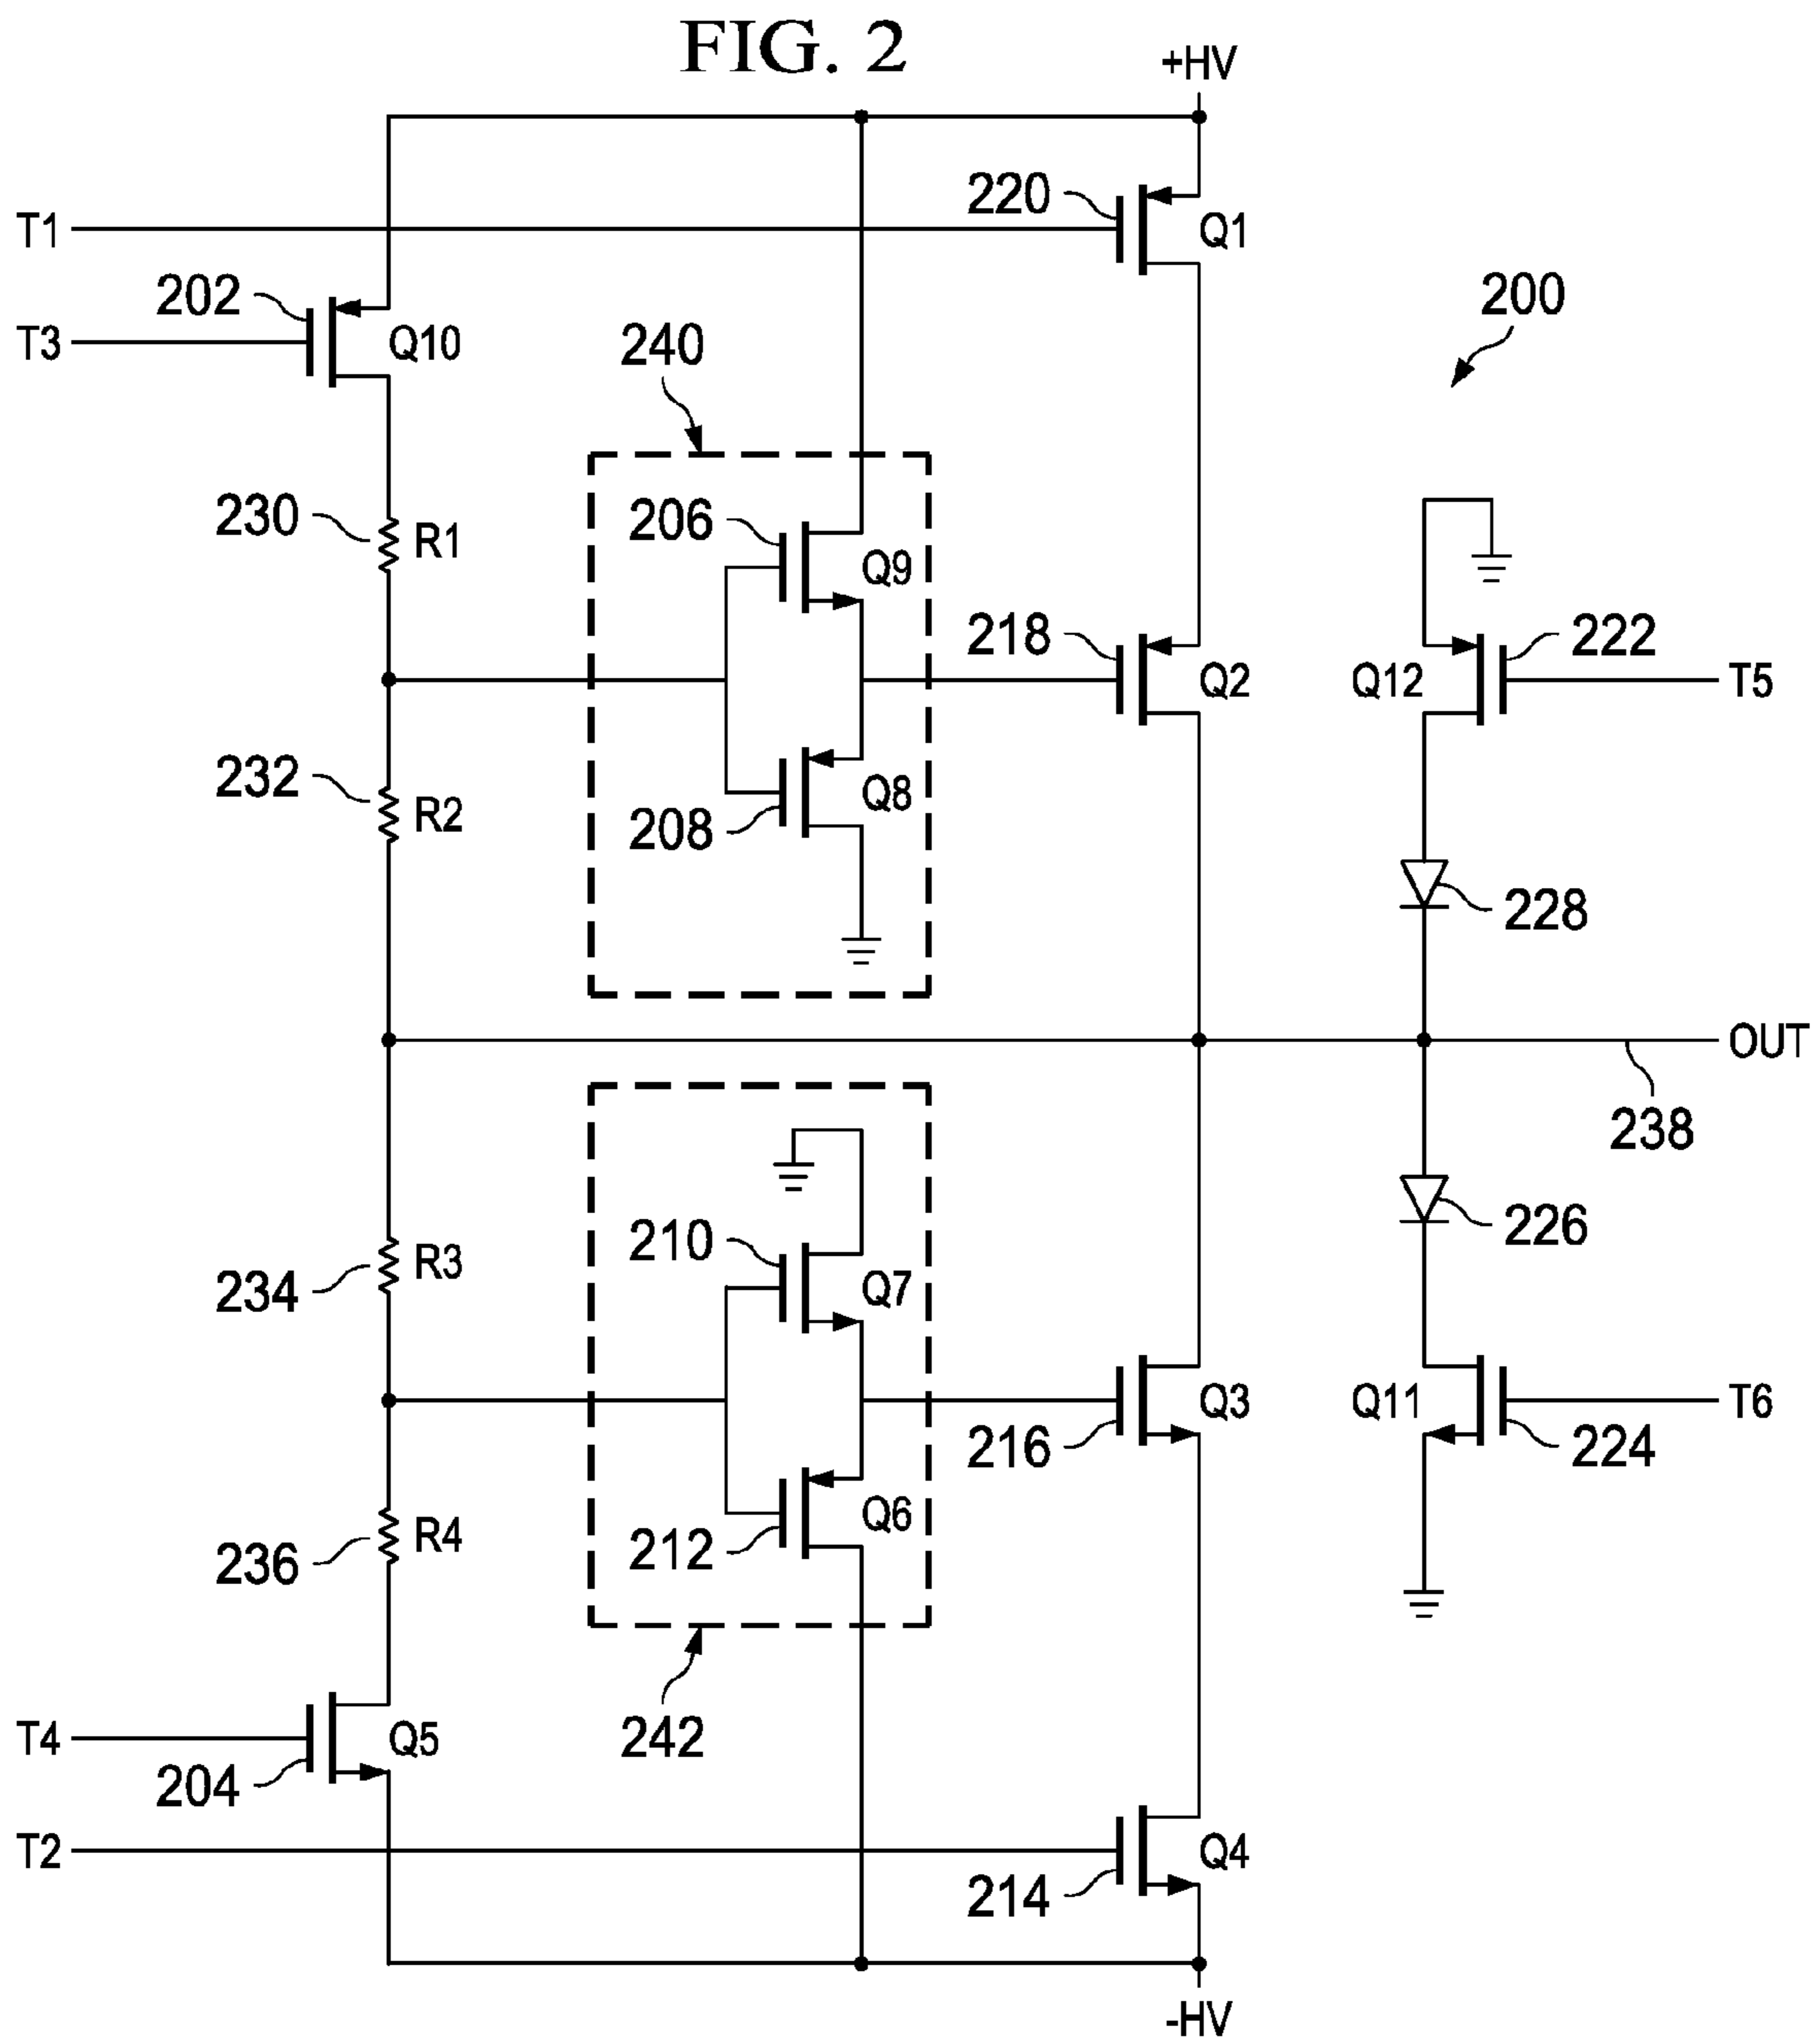 FIG. 2
+HV
220
T1
Q1
202
200
T3
Q10
240
230
R1
206
Q9
218
222
Q2
Q12
T5
232
R2
Q8
208
228
OUT
238
210
226
R3
234
Q7
Q3
Q11
T6
216
224
236
R4
Q6
212
T4
Q5
242
204
T2
Q4
214
-HV